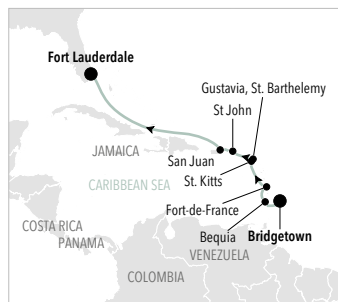 Fort Lauderdale
Gustavia, St. Barthelemy
St John
JAMAICA
San Juan
St. Kitts
CARIBBEAN SEA
Fort-de-France
COSTA RICA
PANAMA
Bequia
Bridgetown
VENEZUELA
COLOMBIA